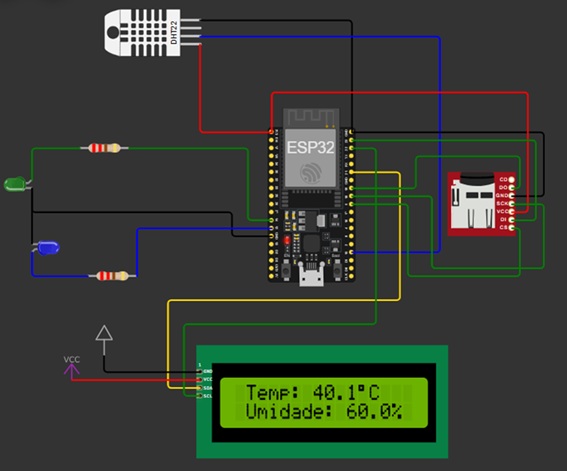 DHT22
ESP32
CD
DO
GND
SCK
VCC
DI
CS
VCC
1
GND
VCC
SDA
SCL
Temp: 40.1°C
Umidade: 60.0%